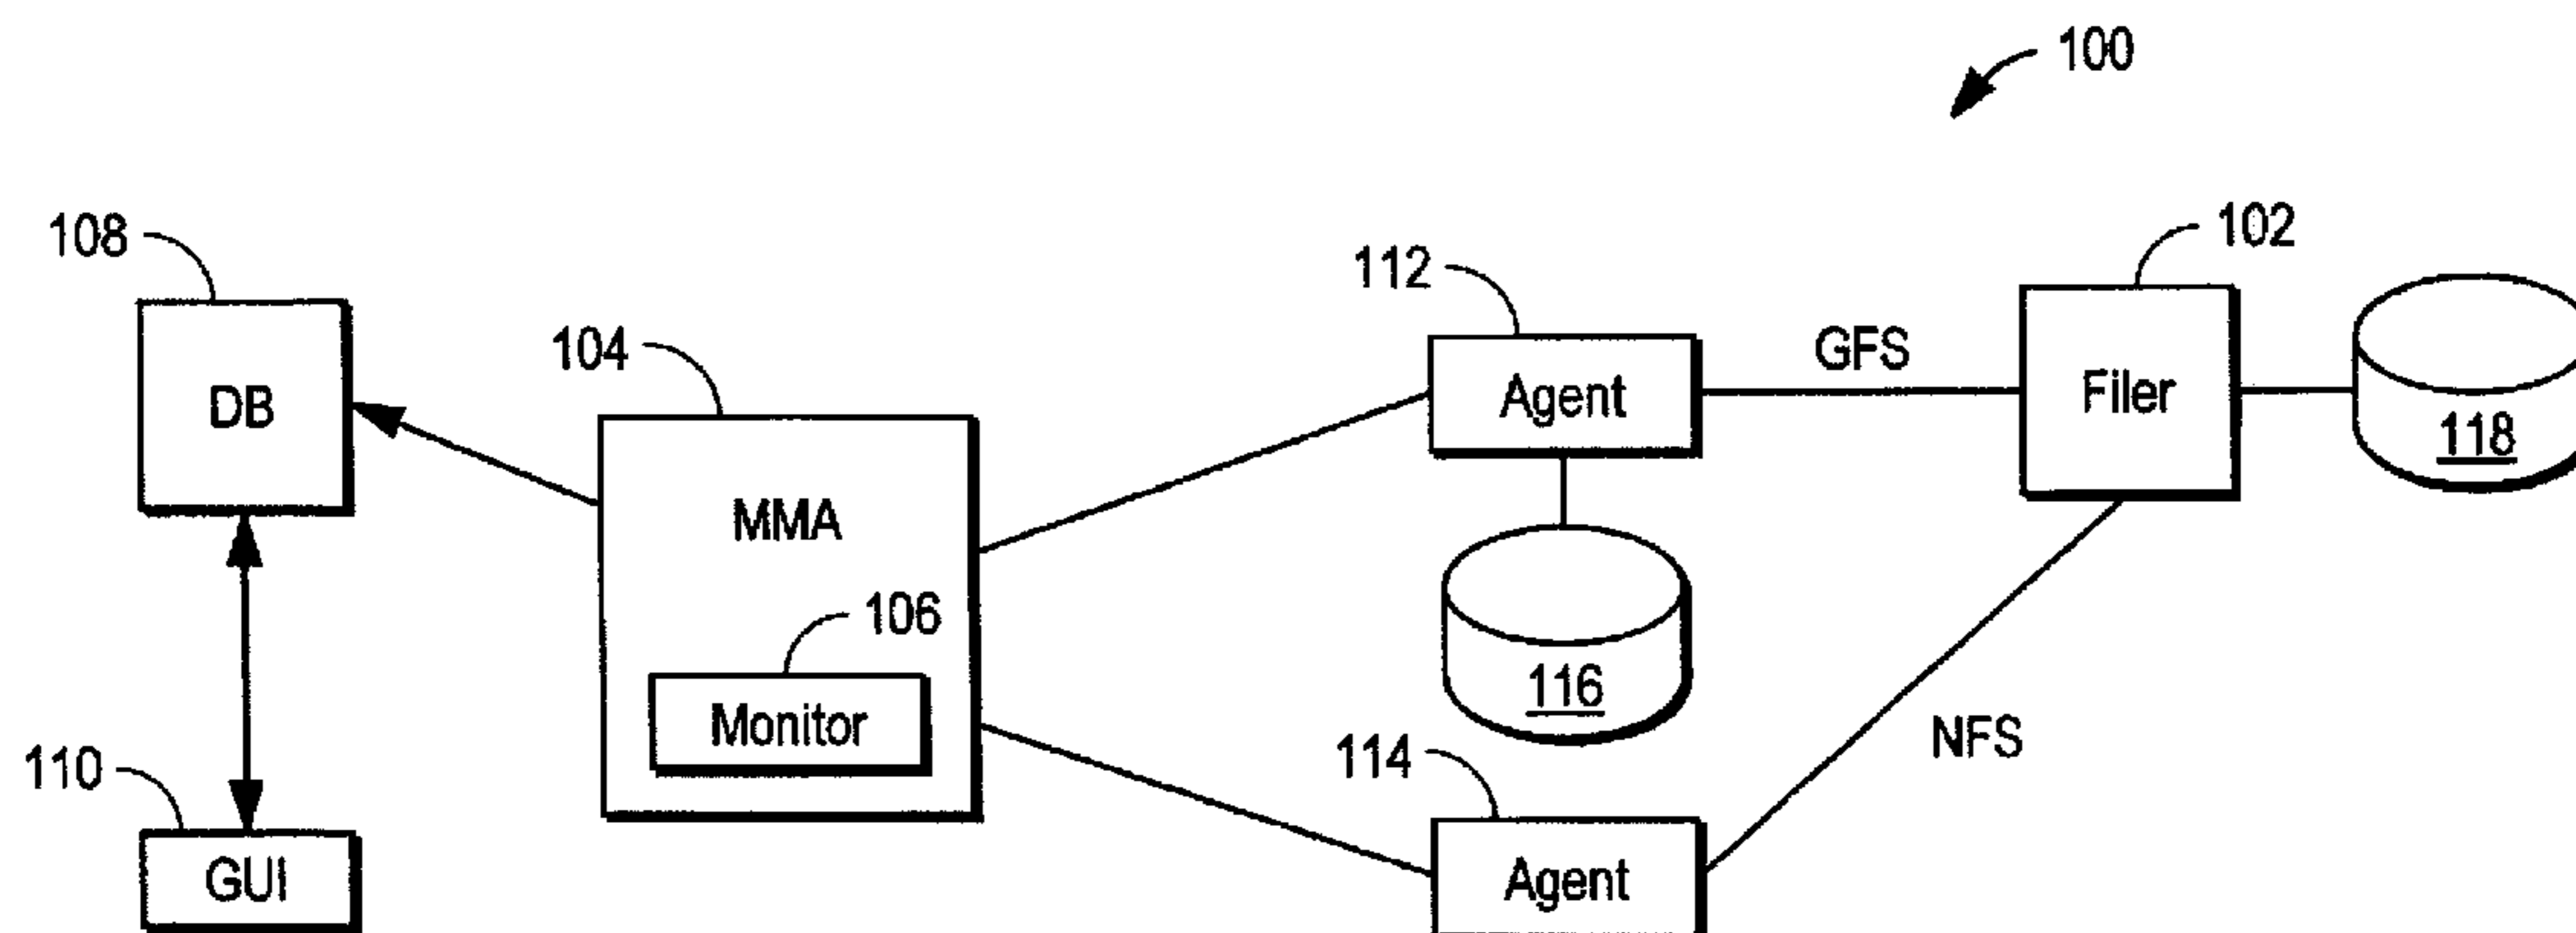 100
108
102
112
104
GFS
DB
Agent
Filer
118
MMA
106
116
Monitor
NFS
110
114
GUI
Agent